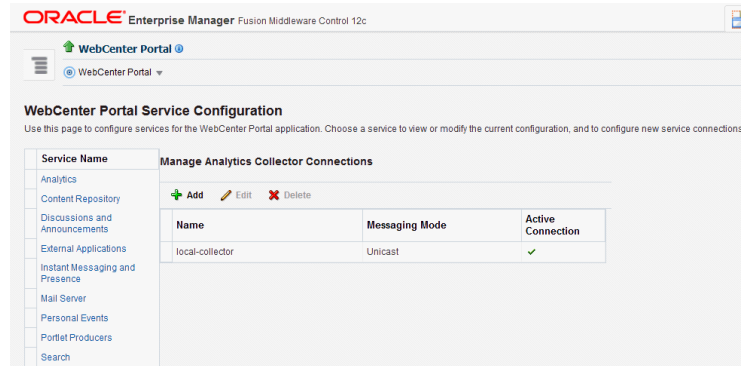 ORACLE Enterprise Manager Fusion Middleware Control 12c
WebCenter Portal
WebCenter Portal
WebCenter Portal Service Configuration
Use this page to configure services for the WebCenter Portal application. Choose a service to view or modify the current configuration, and to configure new service connections
Service Name
Analytics
Content Repository
Discussions and
Announcements
External Applications
Instant Messaging and
Presence
Mail Server
Personal Events
Portlet Producers
Search
Manage Analytics Collector Connections
Add Edit Delete
Name Messaging Mode Active
Connection
local-collector Unicast